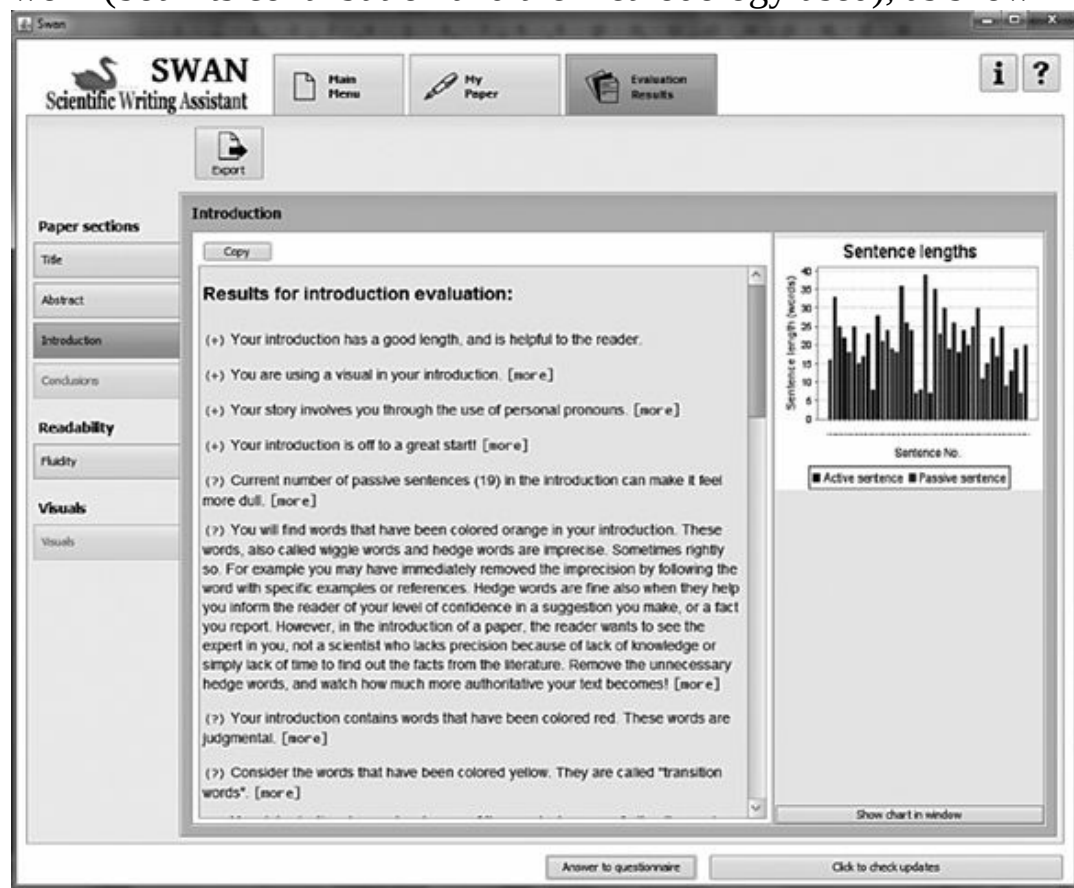 Swan
SWAN
Scientific Writing Assistant
Main
Menu
My
Paper
Evaluation
Results
i
?
Export
Paper sections
Title
Abstract
Introduction
Conclusions
Readability
Fluidity
Visuals
Visuals
Introduction
Copy
Results for introduction evaluation:
(+) Your introduction has a good length, and is helpful to the reader.
(+) You are using a visual in your introduction. [more]
(+) Your story involves you through the use of personal pronouns. [more]
(+) Your introduction is off to a great start! [more]
(?) Current number of passive sentences (19) in the introduction can make it feel
more dull. [more]
(?) You will find words that have been colored orange in your introduction. These
words, also called wiggle words and hedge words are imprecise. Sometimes rightly
so. For example you may have immediately removed the imprecision by following the
word with specific examples or references. Hedge words are fine also when they help
you inform the reader of your level of confidence in a suggestion you make, or a fact
you report. However, in the introduction of a paper, the reader wants to see the
expert in you, not a scientist who lacks precision because of lack of knowledge or
simply lack of time to find out the facts from the literature. Remove the unnecessary
hedge words, and watch how much more authoritative your text becomes! [more]
(?) Your introduction contains words that have been colored red. These words are
judgmental. [more]
(?) Consider the words that have been colored yellow. They are called "transition
words". [more]
Sentence lengths
Sentence length (words)
40
35
30
25
20
15
10
5
0
Sentence No.
Active sentence Passive sentence
Show chart in window
Answer to questionnaire
Click to check updates